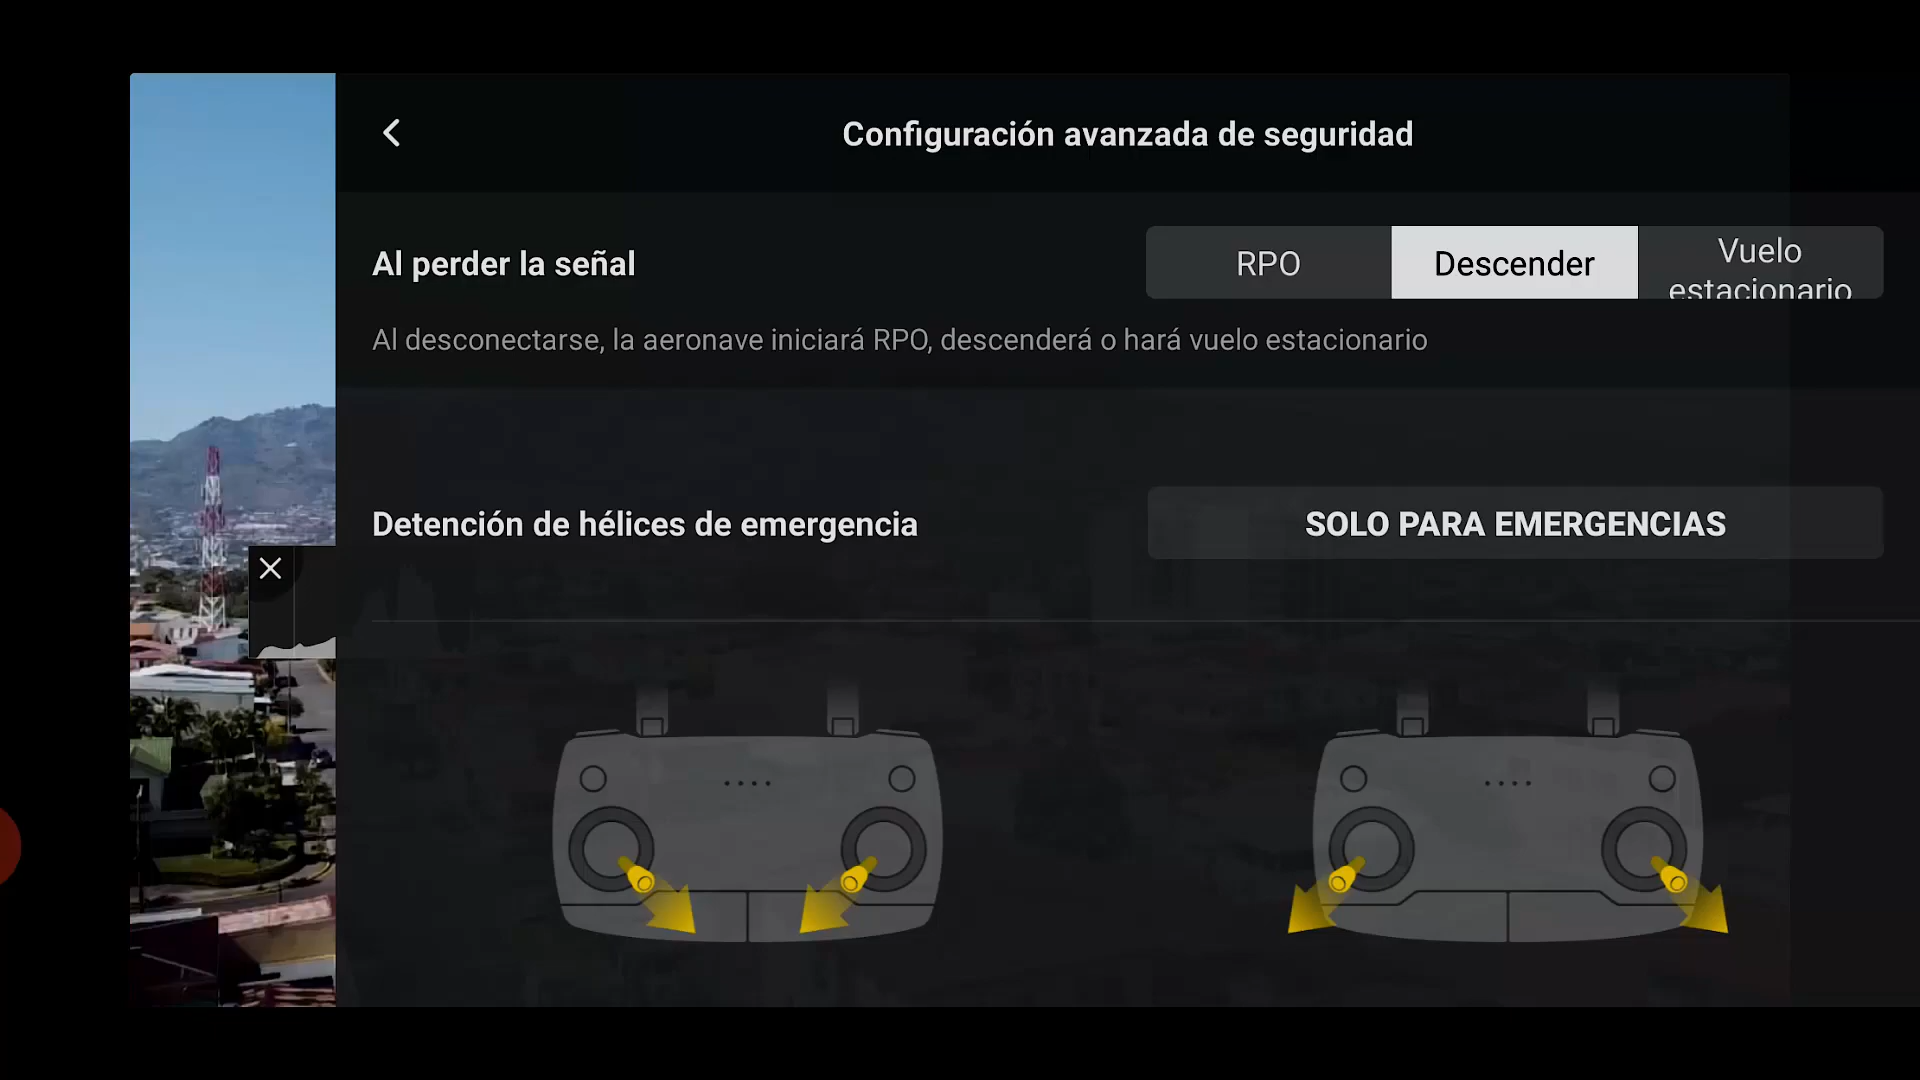 Configuración avanzada de seguridad
Al perder la señal
RPO
Descender
Vuelo
estacionario
Al desconectarse, la aeronave iniciará RPO, descenderá o hará vuelo estacionario
Detención de hélices de emergencia
SOLO PARA EMERGENCIAS